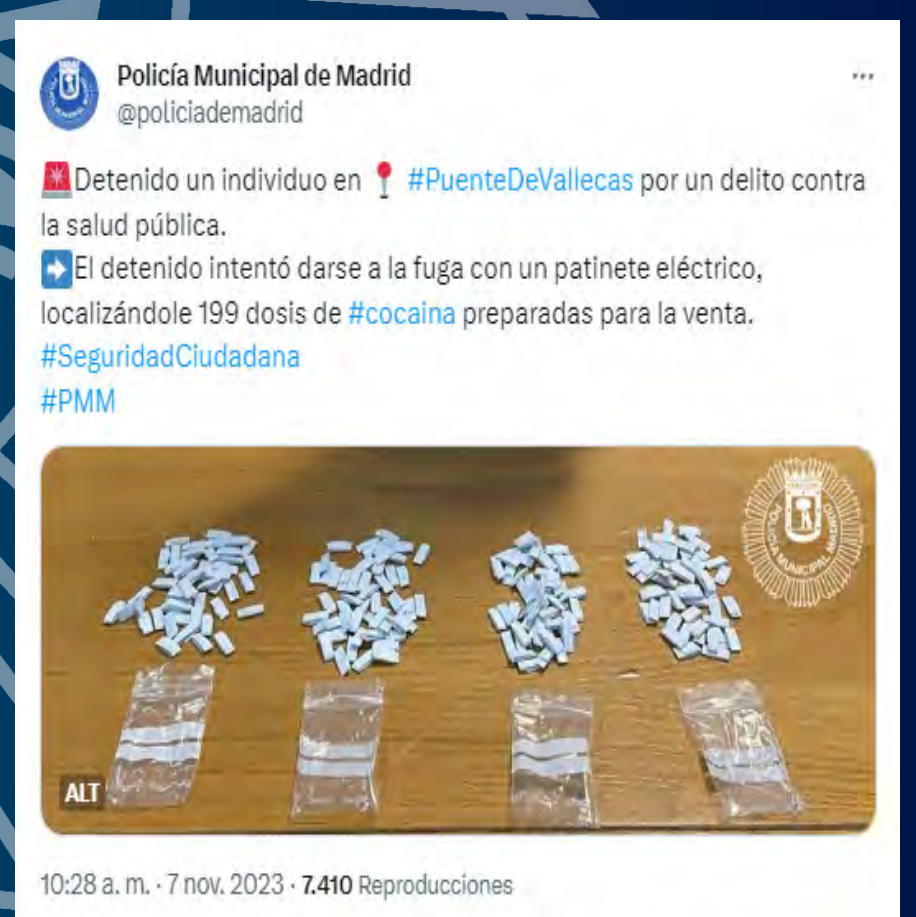 Policía Municipal de Madrid
@policiademadrid
🚨Detenido un individuo en 📍 #PuenteDeVallecas por un delito contra
la salud pública.
➡️El detenido intentó darse a la fuga con un patinete eléctrico,
localizándole 199 dosis de #cocaina preparadas para la venta.
#SeguridadCiudadana
#PMM
POLICÍA MUNICIPAL MADRID
ALT
10:28 a. m. · 7 nov. 2023 · 7.410 Reproducciones